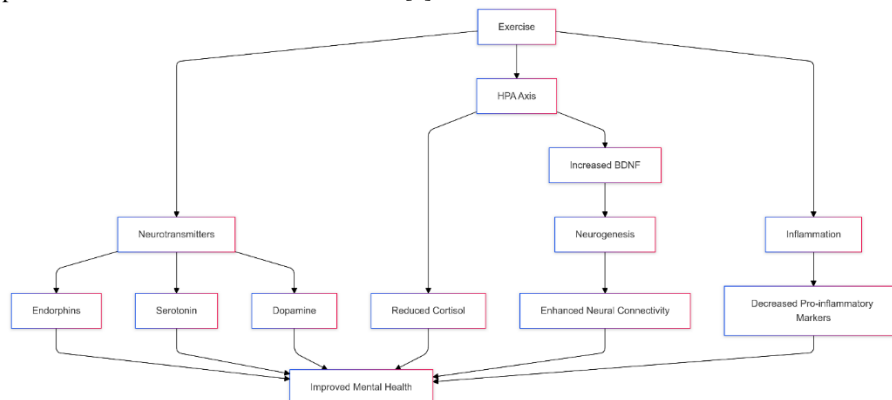 Exercise
HPA Axis
Increased BDNF
Neurotransmitters
Neurogenesis
Inflammation
Endorphins
Serotonin
Dopamine
Reduced Cortisol
Enhanced Neural Connectivity
Decreased Pro-inflammatory
Markers
Improved Mental Health